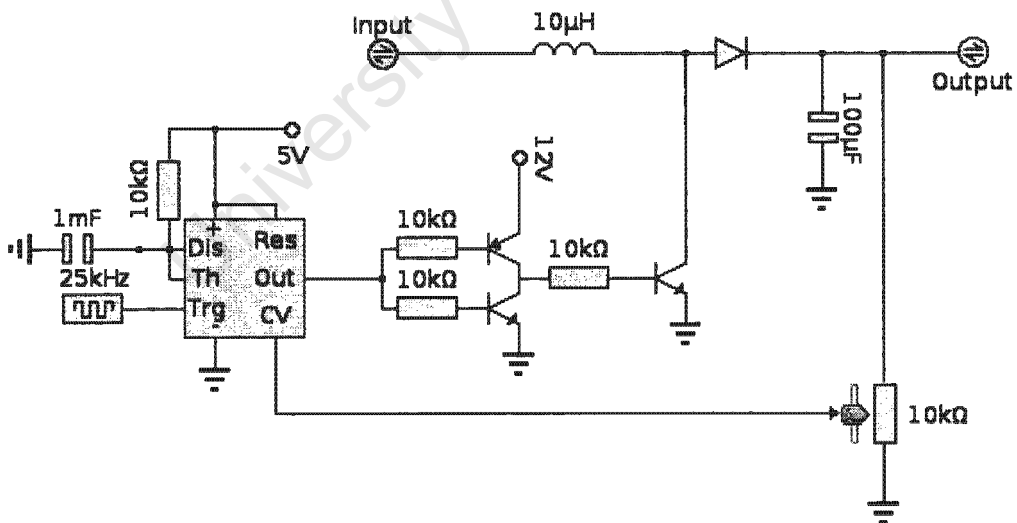 Input
10µH
Output
100µF
University
5V
12V
10kΩ
1mF
10kΩ
10kΩ
+
Dis
Res
25kHz
Th
Out
10kΩ
Trg
CV
-
10kΩ